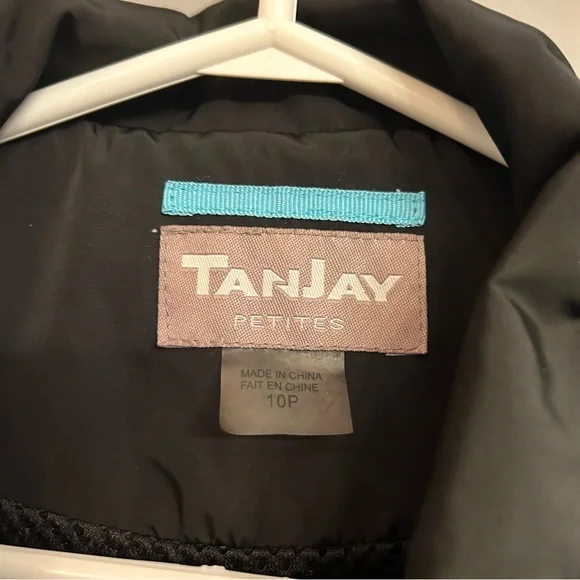 TANJAY
PETITES
MADE IN CHINA
FAIT EN CHINE
10P